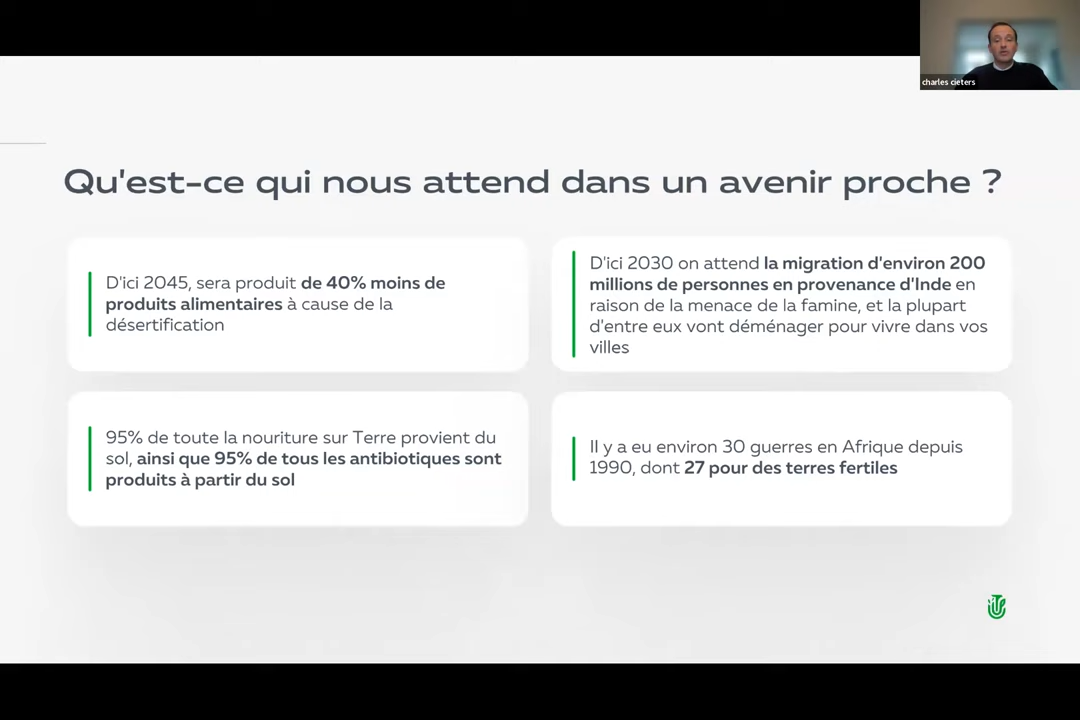 charles cieters
Qu'est-ce qui nous attend dans un avenir proche ?
D'ici 2045, sera produit de 40% moins de
produits alimentaires à cause de la
désertification
D'ici 2030 on attend la migration d'environ 200
millions de personnes en provenance d'Inde en
raison de la menace de la famine, et la plupart
d'entre eux vont déménager pour vivre dans vos
villes
95% de toute la nouriture sur Terre provient du
sol, ainsi que 95% de tous les antibiotiques sont
produits à partir du sol
Il y a eu environ 30 guerres en Afrique depuis
1990, dont 27 pour des terres fertiles